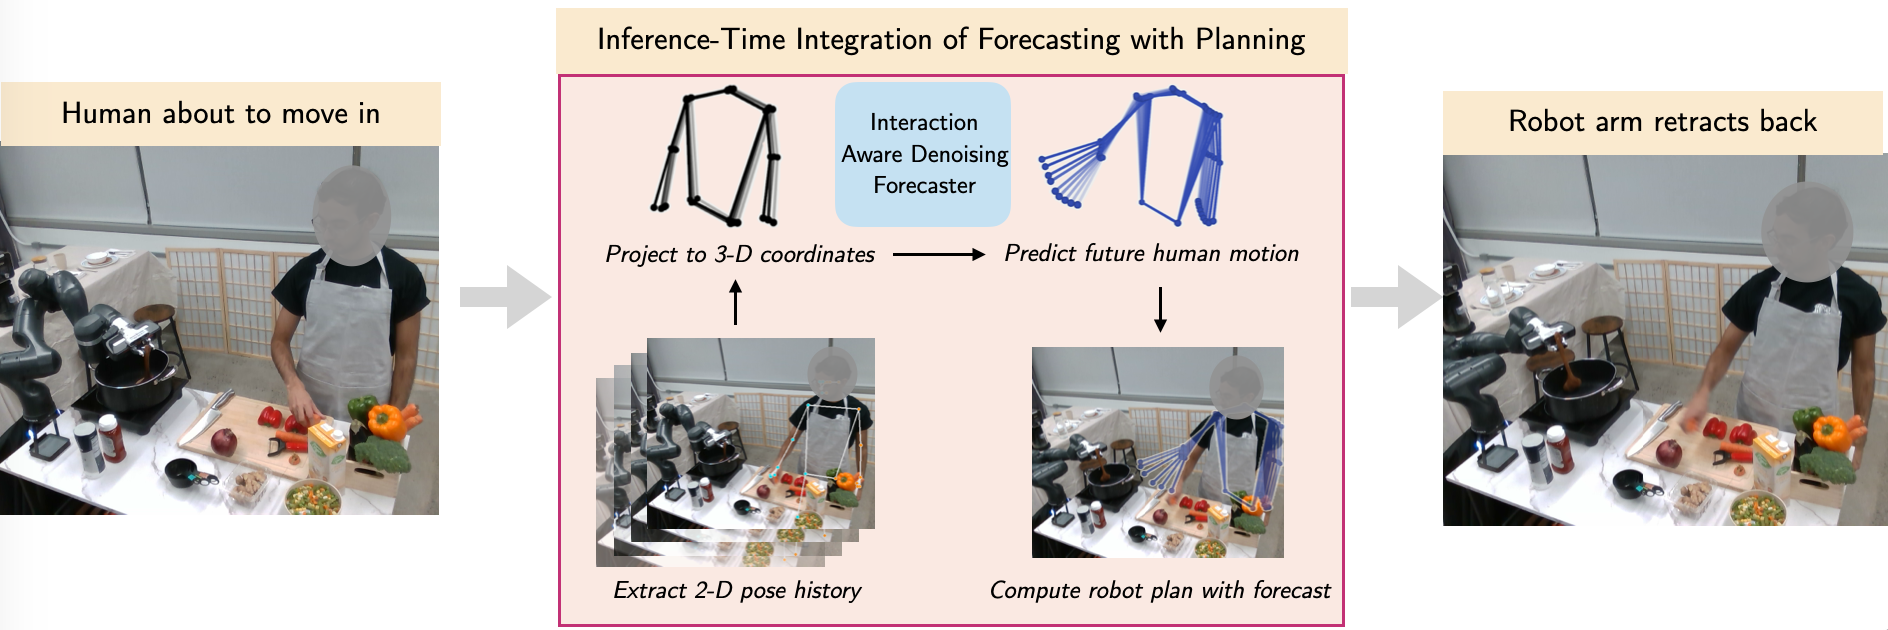 Inference-Time Integration of Forecasting with Planning
Human about to move in
Interaction
Aware Denoising
Forecaster
Project to 3-D coordinates
Predict future human motion
Extract 2-D pose history
Compute robot plan with forecast
Robot arm retracts back